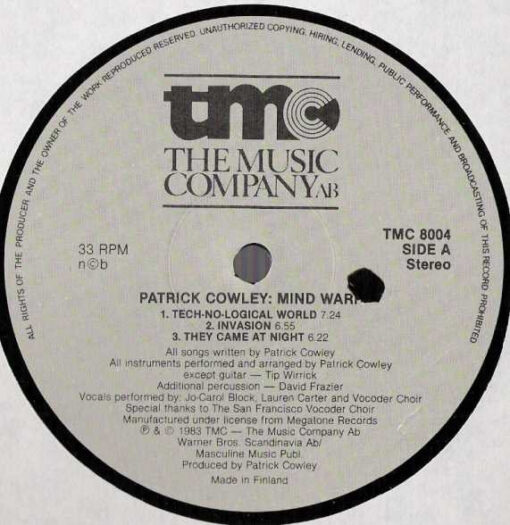 ALL RIGHTS OF THE PRODUCER AND THE OWNER OF THE WORK REPRODUCED RESERVED. UNAUTHORIZED COPYING, HIRING, LENDING, PUBLIC PERFORMANCE AND BROADCASTING OF THIS RECORD PROHIBITED
tmc
THE MUSIC
COMPANY AB
33 RPM
n©b
TMC 8004
SIDE A
Stereo
PATRICK COWLEY: MIND WARP
1. TECH-NO-LOGICAL WORLD 7.24
2. INVASION 6.55
3. THEY CAME AT NIGHT 6.22
All songs written by Patrick Cowley
All instruments performed and arranged by Patrick Cowley
except guitar — Tip Wirrick
Additional percussion — David Frazier
Vocals performed by: Jo-Carol Block, Lauren Carter and Vocoder Choir
Special thanks to The San Francisco Vocoder Choir
Manufactured under license from Megatone Records
℗ & © 1983 TMC — The Music Company Ab
Warner Bros. Scandinavia Ab/
Masculine Music Publ.
Produced by Patrick Cowley
Made in Finland